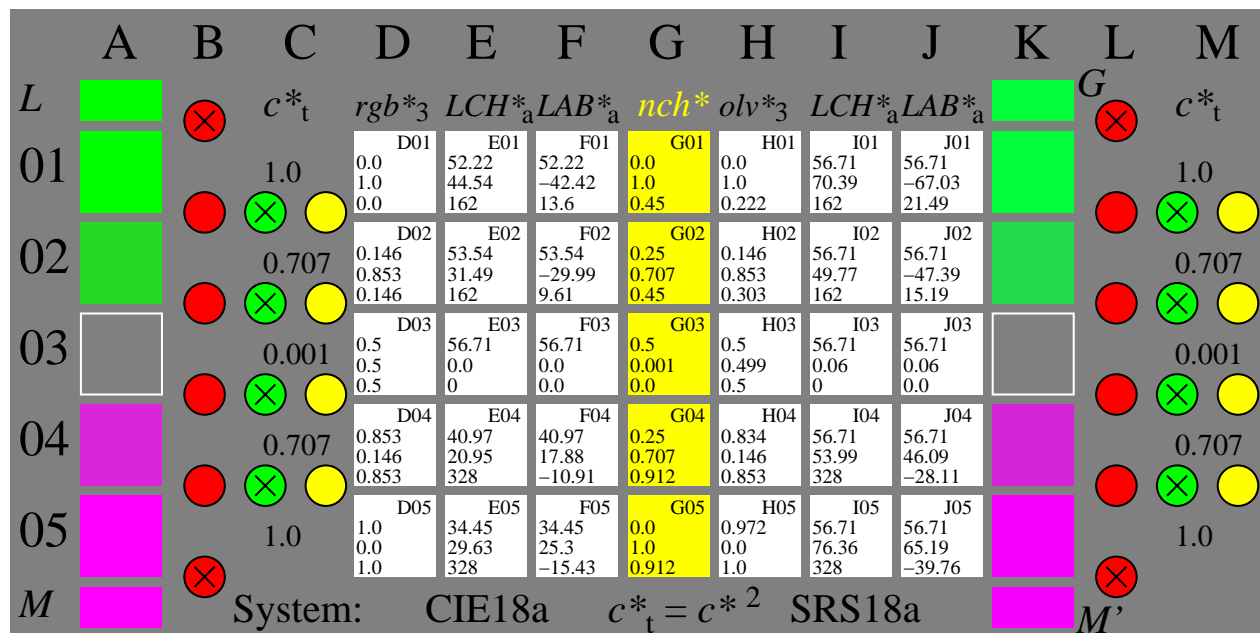 A B C D E F G H I J K L M
L c*t rgb*3 LCH*a LAB*a nch* olv*3 LCH*a LAB*a G c*t
01 1.0 1.0
D01 E01 F01 G01 H01 I01 J01
0.0 52.22 52.22 0.0 0.0 56.71 56.71
1.0 44.54 −42.42 1.0 1.0 70.39 −67.03
0.0 162 13.6 0.45 0.222 162 21.49
02 0.707 0.707
D02 E02 F02 G02 H02 I02 J02
0.146 53.54 53.54 0.25 0.146 56.71 56.71
0.853 31.49 −29.99 0.707 0.853 49.77 −47.39
0.146 162 9.61 0.45 0.303 162 15.19
03 0.001 0.001
D03 E03 F03 G03 H03 I03 J03
0.5 56.71 56.71 0.5 0.5 56.71 56.71
0.5 0.0 0.0 0.001 0.499 0.06 0.06
0.5 0 0.0 0.0 0.5 0 0.0
04 0.707 0.707
D04 E04 F04 G04 H04 I04 J04
0.853 40.97 40.97 0.25 0.834 56.71 56.71
0.146 20.95 17.88 0.707 0.146 53.99 46.09
0.853 328 −10.91 0.912 0.853 328 −28.11
05 1.0 1.0
D05 E05 F05 G05 H05 I05 J05
1.0 34.45 34.45 0.0 0.972 56.71 56.71
0.0 29.63 25.3 1.0 0.0 76.36 65.19
1.0 328 −15.43 0.912 1.0 328 −39.76
M System: CIE18a c*t = c* 2 SRS18a M’